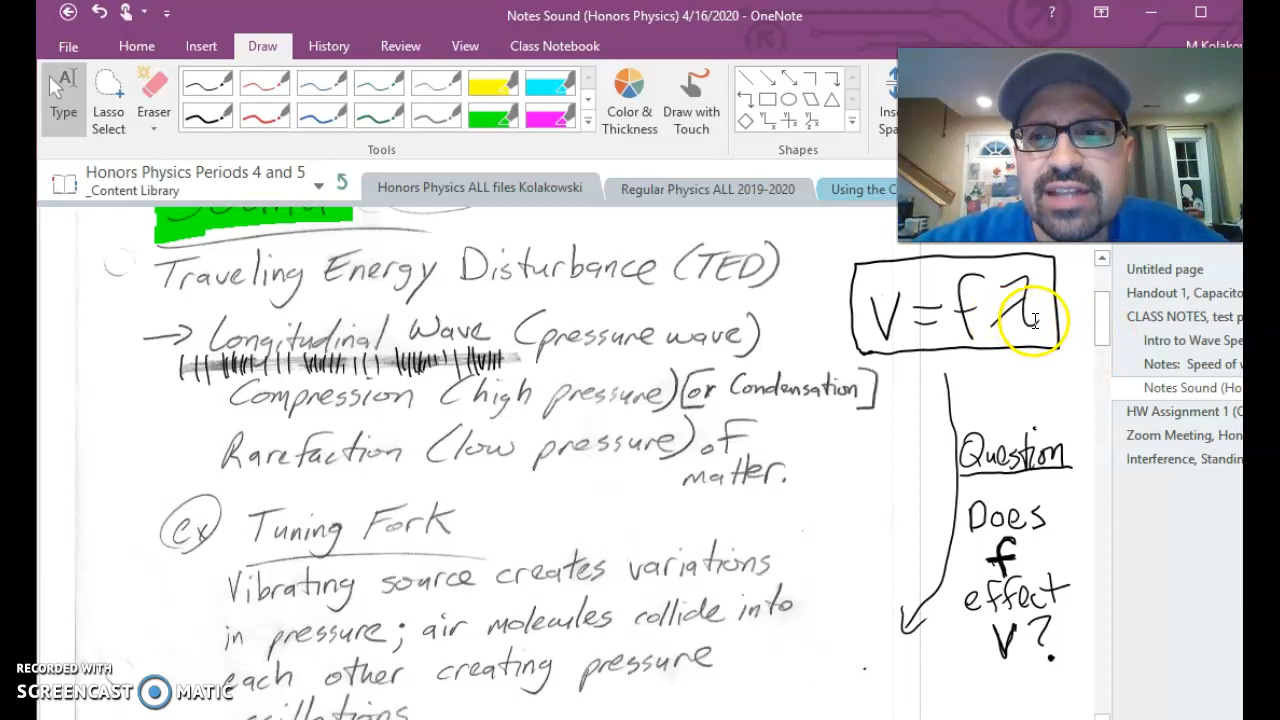 Notes Sound (Honors Physics) 4/16/2020 - OneNote
File Home Insert Draw History Review View Class Notebook
M Kolakov
Type
Lasso Select
Eraser
Color & Thickness
Draw with Touch
Tools
Shapes
Honors Physics Periods 4 and 5
_Content Library
Honors Physics ALL files Kolakowski
Regular Physics ALL 2019-2020
Using the C
Traveling Energy Disturbance (TED)
→ Longitudinal Wave (pressure wave)
Compression (high pressure) [or Condensation]
Rarefaction (low pressure) of
matter.
ex Tuning Fork
Vibrating source creates variations
in pressure; air molecules collide into
each other creating pressure
v = f λ
Question
Does
f
effect
v?
Untitled page
Handout 1, Capacito
CLASS NOTES, test p
Intro to Wave Spe
Notes: Speed of w
Notes Sound (Ho
HW Assignment 1 (C
Zoom Meeting, Hon
Interference, Standin
RECORDED WITH
SCREENCAST MATIC